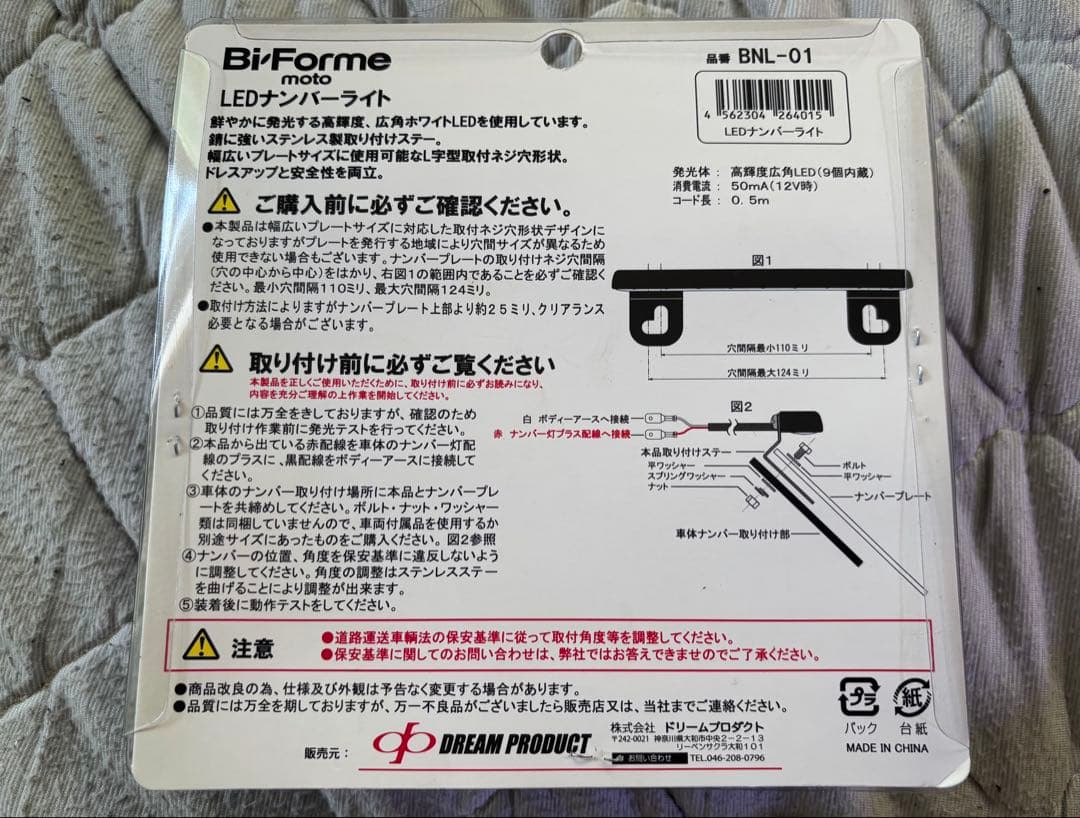 Bi-Forme
moto
LEDナンバーライト
鮮やかに発光する高輝度、広角ホワイトLEDを使用しています。
錆に強いステンレス製取り付けステー。
幅広いプレートサイズに使用可能なL字型取付ネジ穴形状。
ドレスアップと安全性を両立。
品番 BNL-01
4 562304 264015
LEDナンバーライト
発光体： 高輝度広角LED(9個内蔵)
消費電流： 50mA(12V時)
コード長： 0.5m
ご購入前に必ずご確認ください。
●本製品は幅広いプレートサイズに対応した取付ネジ穴形状デザインに
なっておりますがプレートを発行する地域により穴間サイズが異なるため
使用できない場合もございます。ナンバープレートの取り付けネジ穴間隔
(穴の中心から中心)をはかり、右図1の範囲内であることを必ずご確認くだ
さい。最小穴間隔110ミリ、最大穴間隔124ミリ。
●取付け方法によりますがナンバープレート上部より約25ミリ、クリアランス
必要となる場合がございます。
図1
穴間隔最小110ミリ
穴間隔最大124ミリ
取り付け前に必ずご覧ください
本製品を正しくご使用いただくために、取り付け前に必ずお読みになり、
内容を充分ご理解の上作業を開始してください。
①品質には万全をきしておりますが、確認のため
取り付け作業前に発光テストを行ってください。
②本品から出ている赤配線を車体のナンバー灯配
線のプラスに、黒配線をボディーアースに接続して
ください。
③車体のナンバー取り付け場所に本品とナンバープレ
ートを共締めしてください。ボルト・ナット・ワッシャー
類は同梱していませんので、車両付属品を使用するか
別途サイズにあったものをご購入ください。図2参照
④ナンバーの位置、角度を保安基準に違反しないよう
に調整してください。角度の調整はステンレスステー
を曲げることにより調整が出来ます。
⑤装着後に動作テストをしてください。
図2
白 ボディーアースへ接続
赤 ナンバー灯プラス配線へ接続
本品取り付けステー
平ワッシャー
スプリングワッシャー
ナット
ボルト
平ワッシャー
ナンバープレート
車体ナンバー取り付け部
注意
●道路運送車輌法の保安基準に従って取付角度等を調整してください。
●保安基準に関してのお問い合わせは、弊社ではお答えできませのでご了承ください。
●商品改良の為、仕様及び外観は予告なく変更する場合があります。
●品質には万全を期しておりますが、万一不良品がございましたら販売店又は、当社までご連絡ください。
プラ
パック
紙
台紙
MADE IN CHINA
販売元：
dp DREAM PRODUCT
株式会社 ドリームプロダクト
〒242-0021 神奈川県大和市中央2-2-13
リーベンサクラ大和101
お問い合わせ TEL.046-208-0796